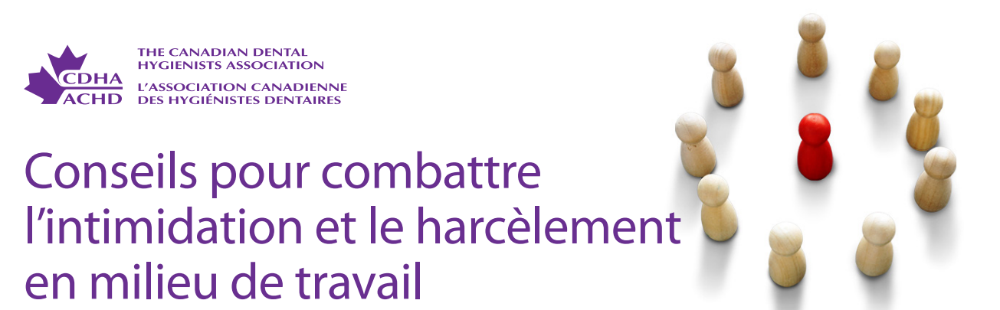 CDHA
ACHD
THE CANADIAN DENTAL
HYGIENISTS ASSOCIATION
L'ASSOCIATION CANADIENNE
DES HYGIÉNISTES DENTAIRES
Conseils pour combattre
l'intimidation et le harcèlement
en milieu de travail